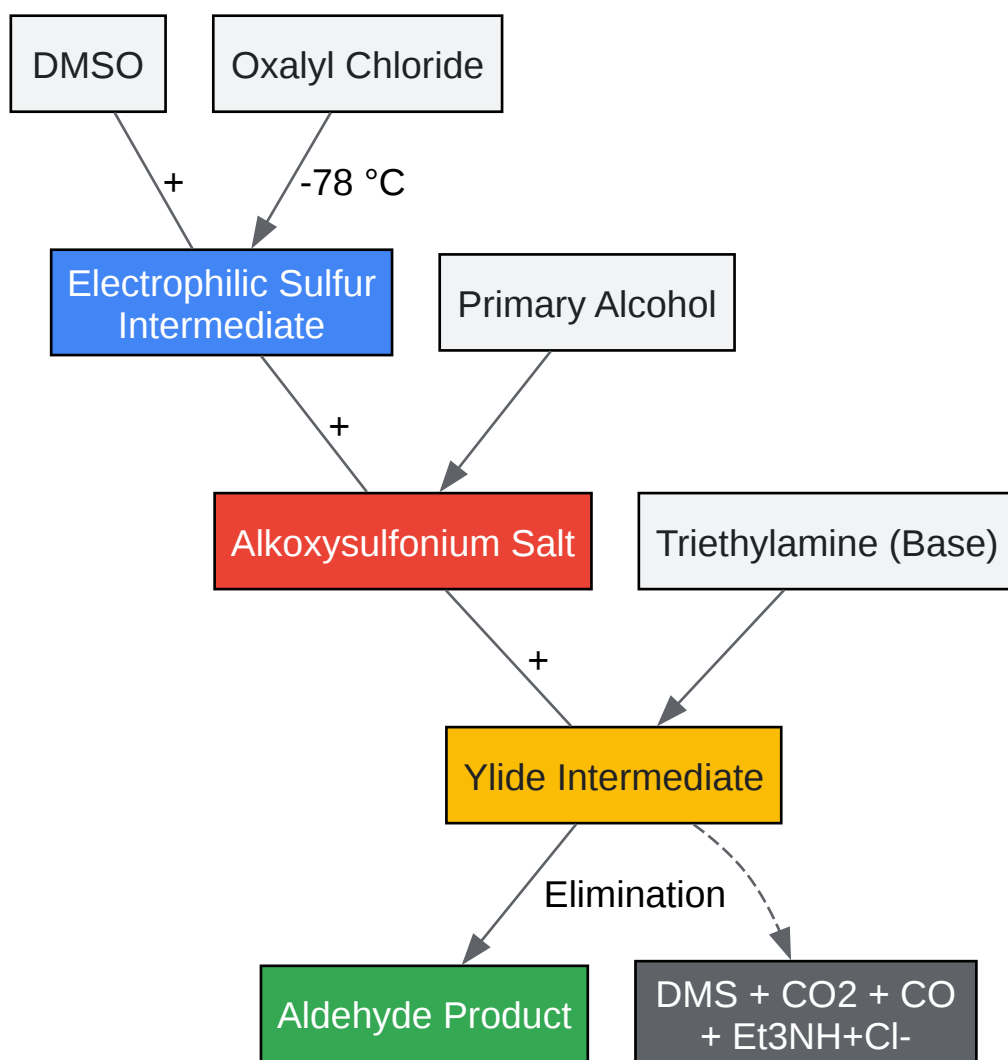 DMSO
Oxalyl Chloride
+
-78 °C
Electrophilic Sulfur
Intermediate
Primary Alcohol
+
Alkoxysulfonium Salt
Triethylamine (Base)
+
Ylide Intermediate
Elimination
Aldehyde Product
DMS + CO2 + CO
+ Et3NH+Cl-